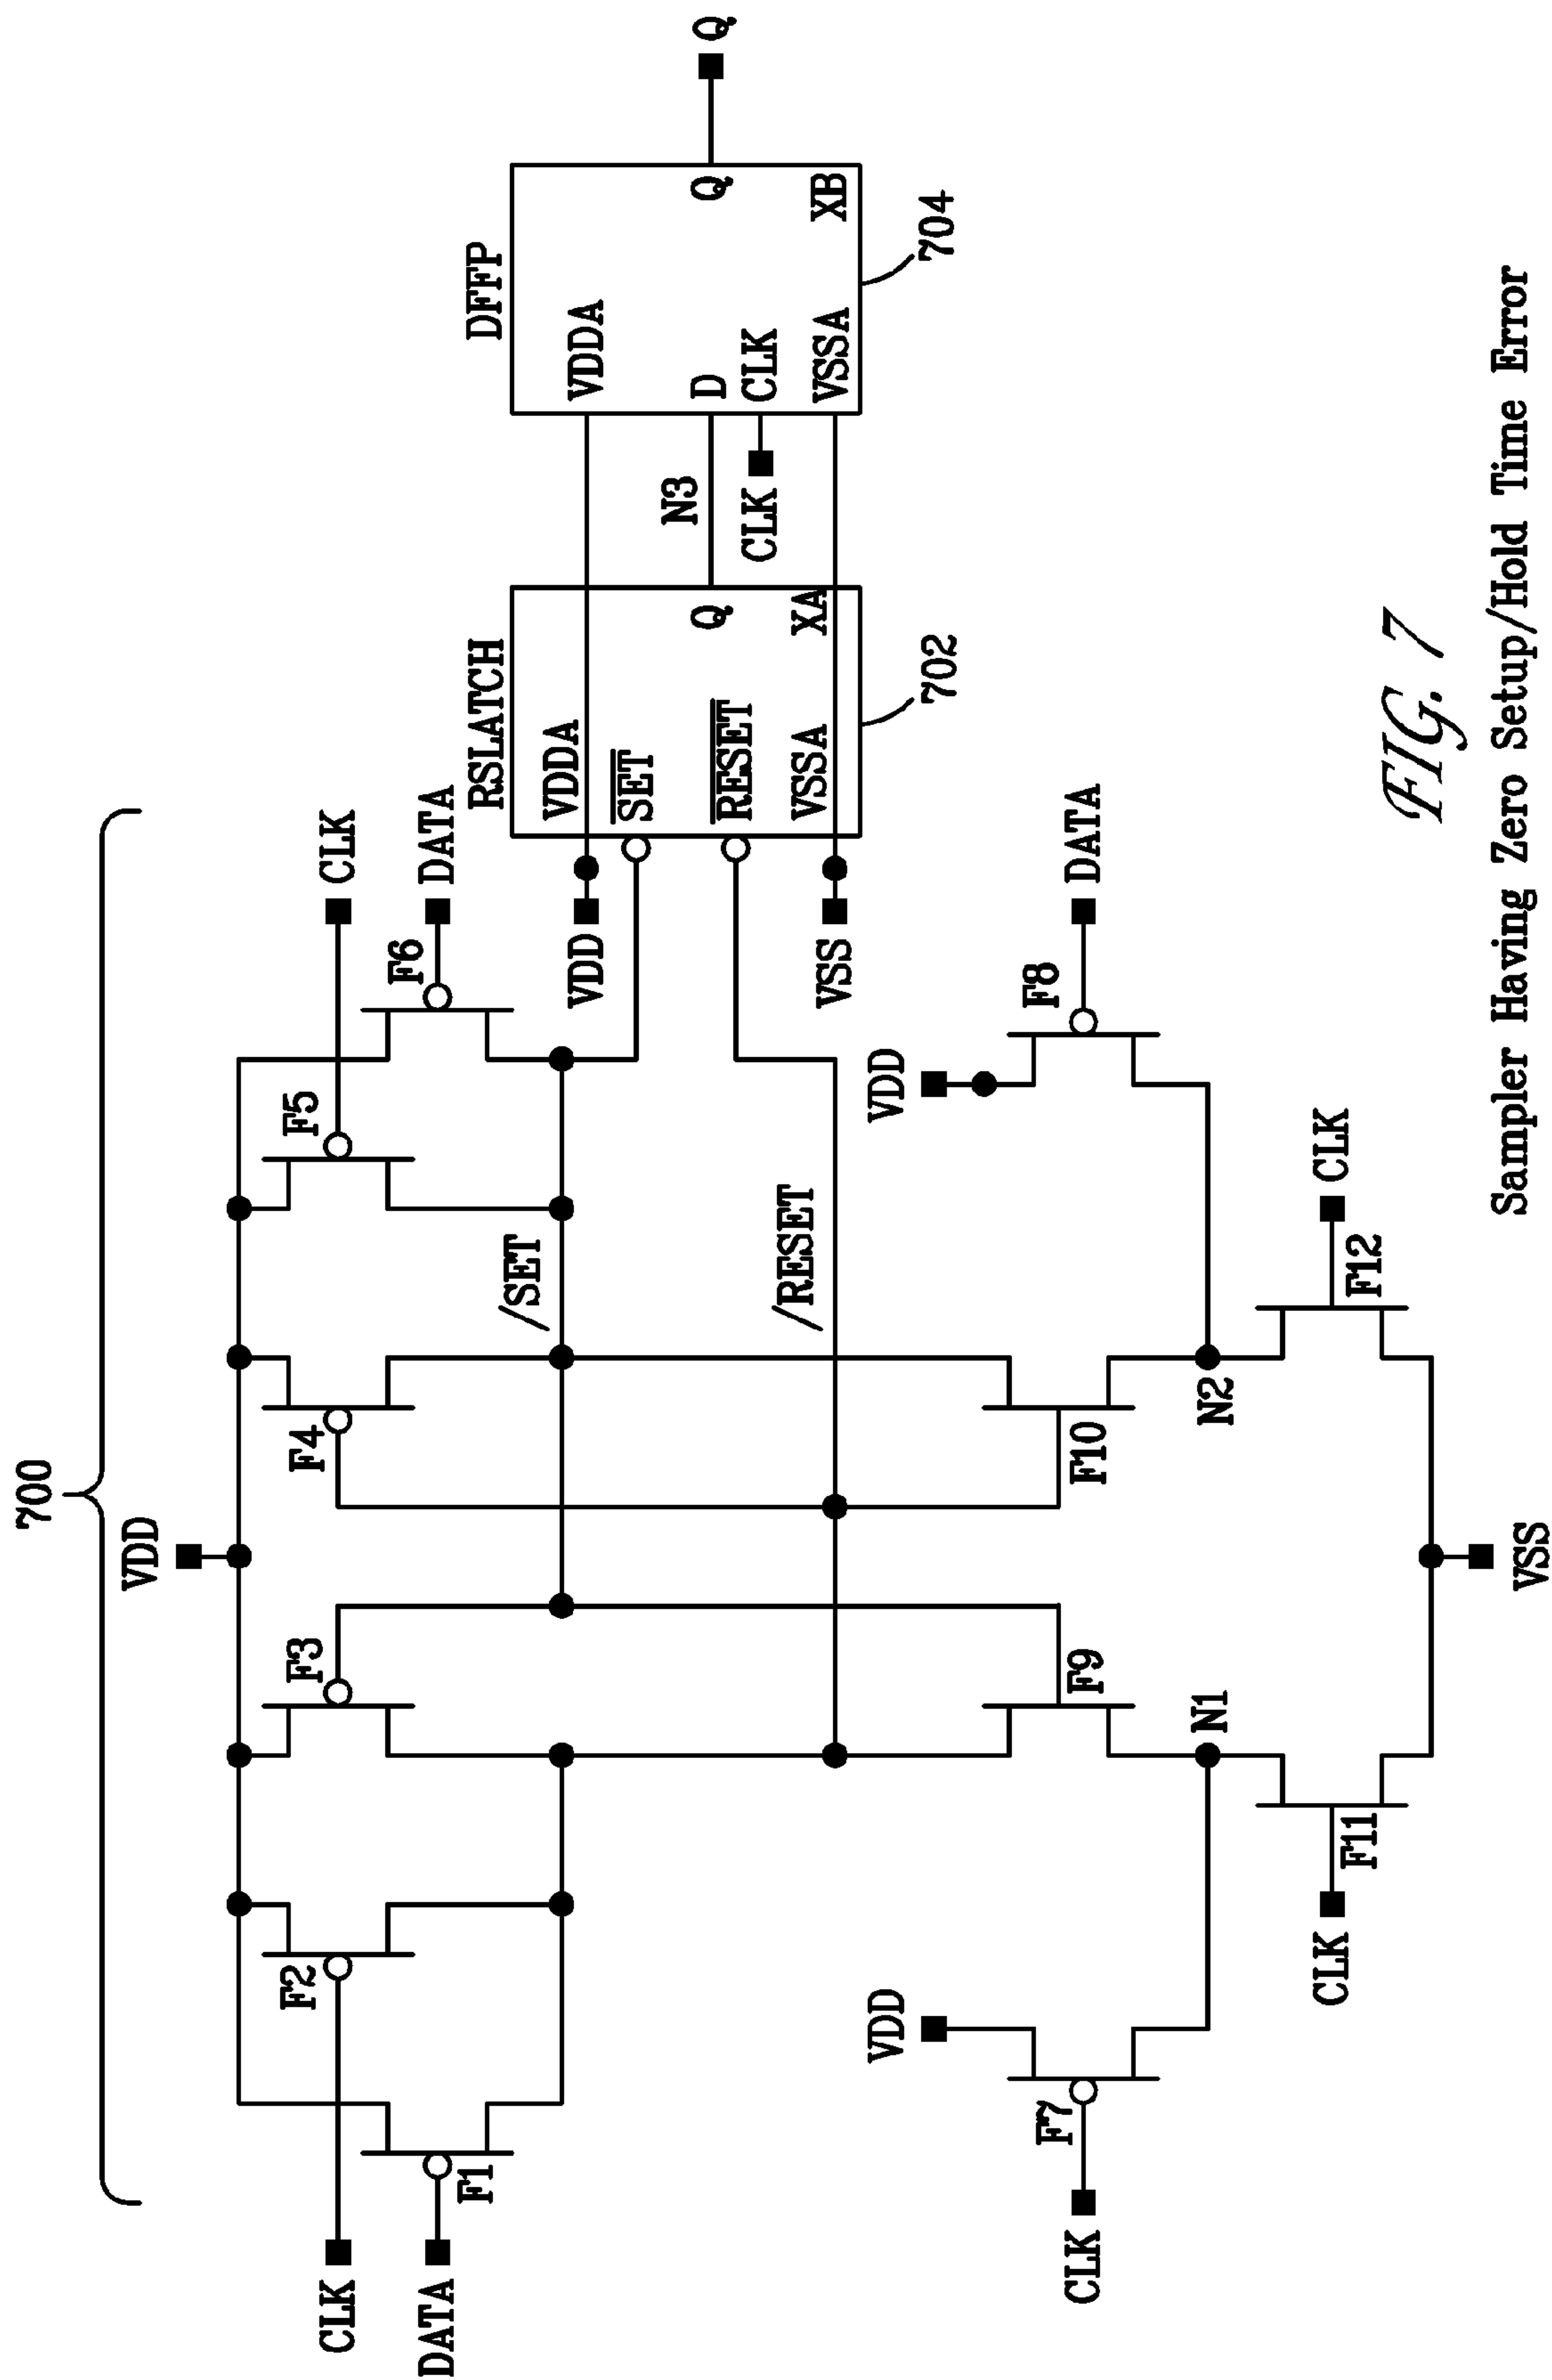 700
VDD
CLK
DATA
F1
F2
F3
F4
F5
F6
CLK
DATA
/SET
/RESET
RSLATCH
VDD
VDDA
SET
RESET
VSS
VSSA
Q
XA
702
N3
DFFP
VDDA
D
CLK
CLK
VSSA
Q
XB
704
Q
VDD
CLK
F7
F9
F10
VDD
F8
DATA
N1
N2
CLK
F11
F12
CLK
VSS
FIG. 7
Sampler Having Zero Setup/Hold Time Error